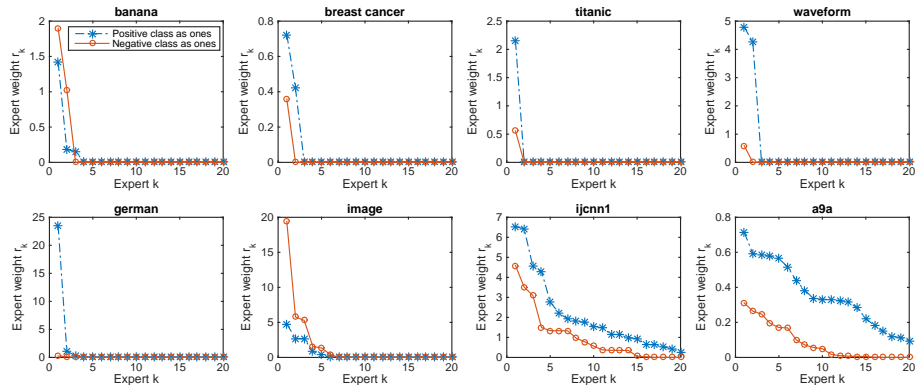 banana
Expert weight r_k
2
1.5
1
0.5
0
Positive class as ones
Negative class as ones
0 5 10 15 20
Expert k
breast cancer
Expert weight r_k
0.8
0.6
0.4
0.2
0
0 5 10 15 20
Expert k
titanic
Expert weight r_k
2.5
2
1.5
1
0.5
0
0 5 10 15 20
Expert k
waveform
Expert weight r_k
5
4
3
2
1
0
0 5 10 15 20
Expert k
german
Expert weight r_k
25
20
15
10
5
0
0 5 10 15 20
Expert k
image
Expert weight r_k
20
15
10
5
0
0 5 10 15 20
Expert k
ijcnn1
Expert weight r_k
7
6
5
4
3
2
1
0
0 5 10 15 20
Expert k
a9a
Expert weight r_k
0.8
0.6
0.4
0.2
0
0 5 10 15 20
Expert k